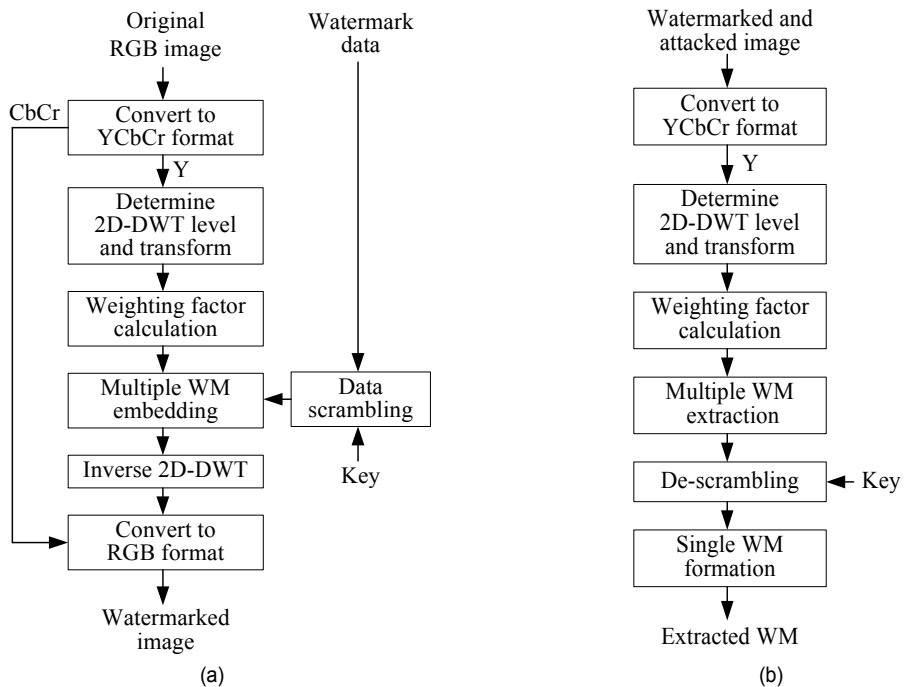 Original
RGB image
Watermark
data
CbCr
Convert to
YCbCr format
Y
Determine
2D-DWT level
and transform
Weighting factor
calculation
Multiple WM
embedding
Data
scrambling
Key
Inverse 2D-DWT
Convert to
RGB format
Watermarked
image
(a)
Watermarked and
attacked image
Convert to
YCbCr format
Y
Determine
2D-DWT level
and transform
Weighting factor
calculation
Multiple WM
extraction
De-scrambling
Key
Single WM
formation
Extracted WM
(b)